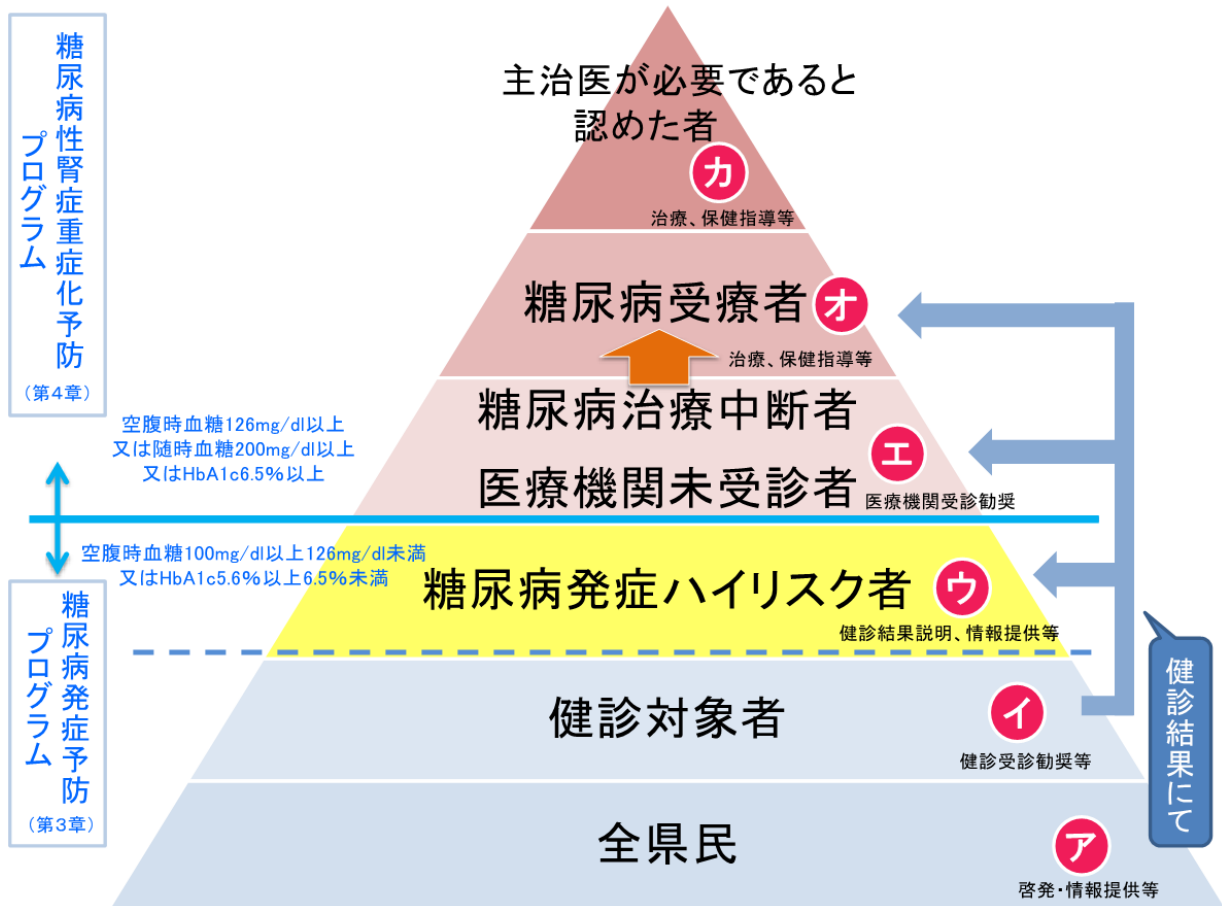 糖尿病性腎症重症化予防
プログラム
(第4章)
主治医が必要であると
認めた者
カ
治療、保健指導等
糖尿病受療者
オ
治療、保健指導等
糖尿病治療中断者
医療機関未受診者
エ
医療機関受診勧奨
空腹時血糖126mg/dl以上
又は随時血糖200mg/dl以上
又はHbA1c6.5%以上
空腹時血糖100mg/dl以上126mg/dl未満
又はHbA1c5.6%以上6.5%未満
糖尿病発症ハイリスク者
ウ
健診結果説明、情報提供等
糖尿病発症予防
プログラム
(第3章)
健診対象者
イ
健診受診勧奨等
健診結果にて
全県民
ア
啓発・情報提供等